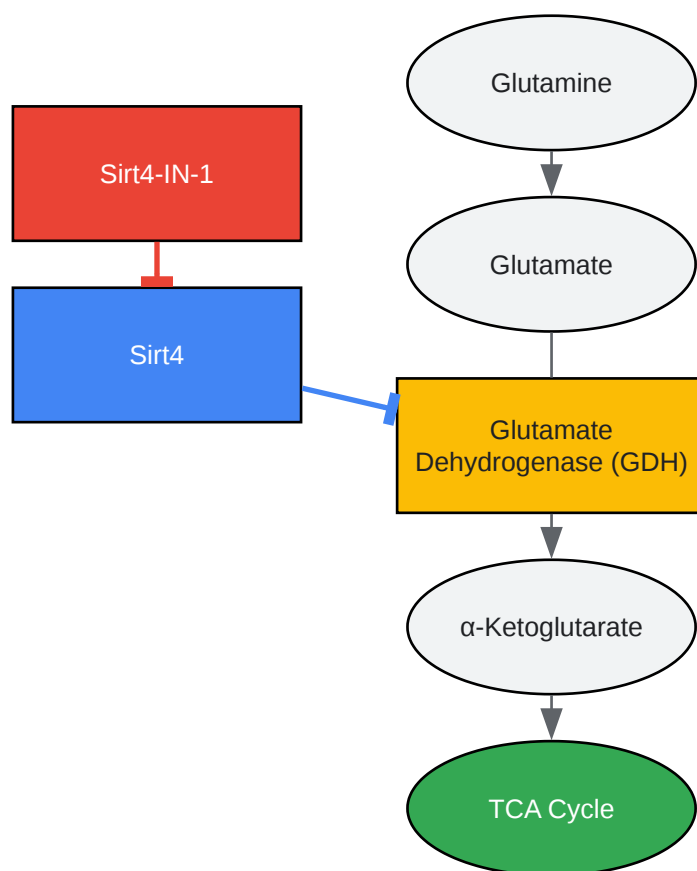 Glutamine
Sirt4-IN-1
Glutamate
Sirt4
Glutamate
Dehydrogenase (GDH)
α-Ketoglutarate
TCA Cycle